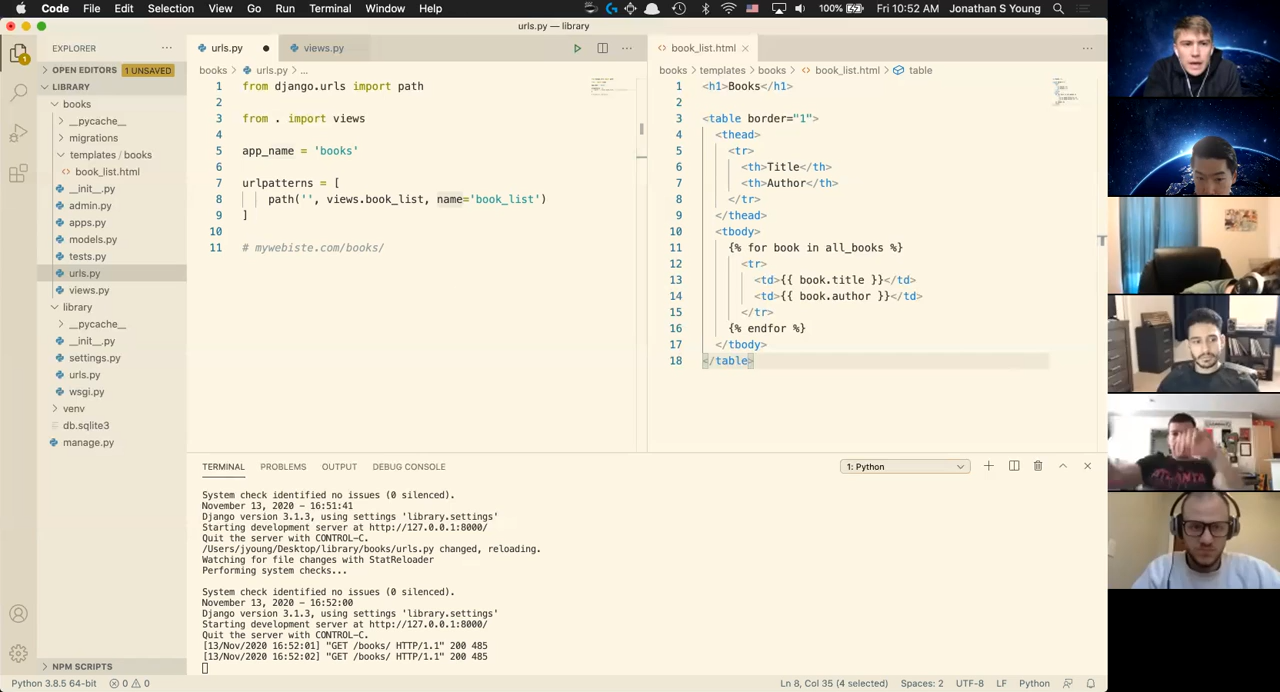 Code File Edit Selection View Go Run Terminal Window Help 100% Fri 10:52 AM Jonathan S Young
urls.py — library
EXPLORER
OPEN EDITORS 1 UNSAVED
LIBRARY
books
__pycache__
migrations
templates / books
book_list.html
__init__.py
admin.py
apps.py
models.py
tests.py
urls.py
views.py
library
__pycache__
__init__.py
settings.py
urls.py
wsgi.py
venv
db.sqlite3
manage.py
NPM SCRIPTS
1
urls.py
views.py
books urls.py ...
1 from django.urls import path
2
3 from . import views
4
5 app_name = 'books'
6
7 urlpatterns = [
8 path('', views.book_list, name='book_list')
9 ]
10
11 # mywebiste.com/books/
book_list.html
books templates books book_list.html table
1 <h1>Books</h1>
2
3 <table border="1">
4 <thead>
5 <tr>
6 <th>Title</th>
7 <th>Author</th>
8 </tr>
9 </thead>
10 <tbody>
11 {% for book in all_books %}
12 <tr>
13 <td>{{ book.title }}</td>
14 <td>{{ book.author }}</td>
15 </tr>
16 {% endfor %}
17 </tbody>
18 </table>
TERMINAL PROBLEMS OUTPUT DEBUG CONSOLE 1: Python
System check identified no issues (0 silenced).
November 13, 2020 - 16:51:41
Django version 3.1.3, using settings 'library.settings'
Starting development server at http://127.0.0.1:8000/
Quit the server with CONTROL-C.
/Users/jyoung/Desktop/library/books/urls.py changed, reloading.
Watching for file changes with StatReloader
Performing system checks...
System check identified no issues (0 silenced).
November 13, 2020 - 16:52:00
Django version 3.1.3, using settings 'library.settings'
Starting development server at http://127.0.0.1:8000/
Quit the server with CONTROL-C.
[13/Nov/2020 16:52:01] "GET /books/ HTTP/1.1" 200 485
[13/Nov/2020 16:52:02] "GET /books/ HTTP/1.1" 200 485
Python 3.8.5 64-bit 0 0 Ln 8, Col 35 (4 selected) Spaces: 2 UTF-8 LF Python